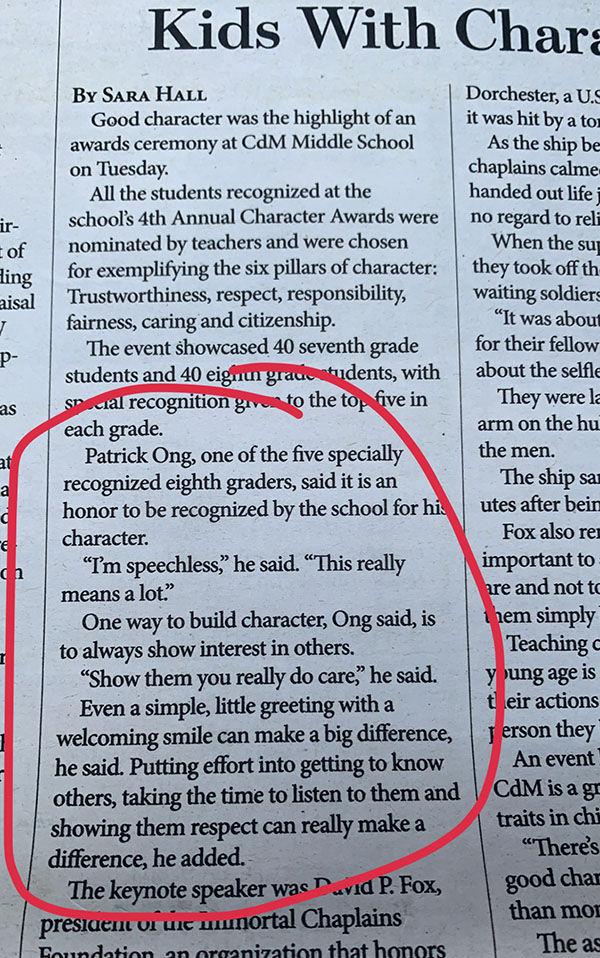 Kids With Chara
BY SARA HALL
Good character was the highlight of an
awards ceremony at CdM Middle School
on Tuesday.
All the students recognized at the
school's 4th Annual Character Awards were
nominated by teachers and were chosen
for exemplifying the six pillars of character:
Trustworthiness, respect, responsibility,
fairness, caring and citizenship.
The event showcased 40 seventh grade
students and 40 eighth grade students, with
special recognition given to the top five in
each grade.
Patrick Ong, one of the five specially
recognized eighth graders, said it is an
honor to be recognized by the school for his
character.
“I'm speechless,” he said. “This really
means a lot.”
One way to build character, Ong said, is
to always show interest in others.
“Show them you really do care,” he said.
Even a simple, little greeting with a
welcoming smile can make a big difference,
he said. Putting effort into getting to know
others, taking the time to listen to them and
showing them respect can really make a
difference, he added.
The keynote speaker was David P. Fox,
president of the Immortal Chaplains
Foundation, an organization that honors
Dorchester, a U.S
it was hit by a tor
As the ship be
chaplains calme
handed out life j
no regard to reli
When the sup
they took off th
waiting soldiers
“It was about
for their fellow
about the selfle
They were la
arm on the hu
the men.
The ship sa
utes after bein
Fox also re
important to
are and not to
them simply
Teaching c
young age is
their actions
person they
An event
CdM is a gr
traits in chi
“There's
good char
than mor
The as
ir-
of
ling
aisal
p-
as
at
on